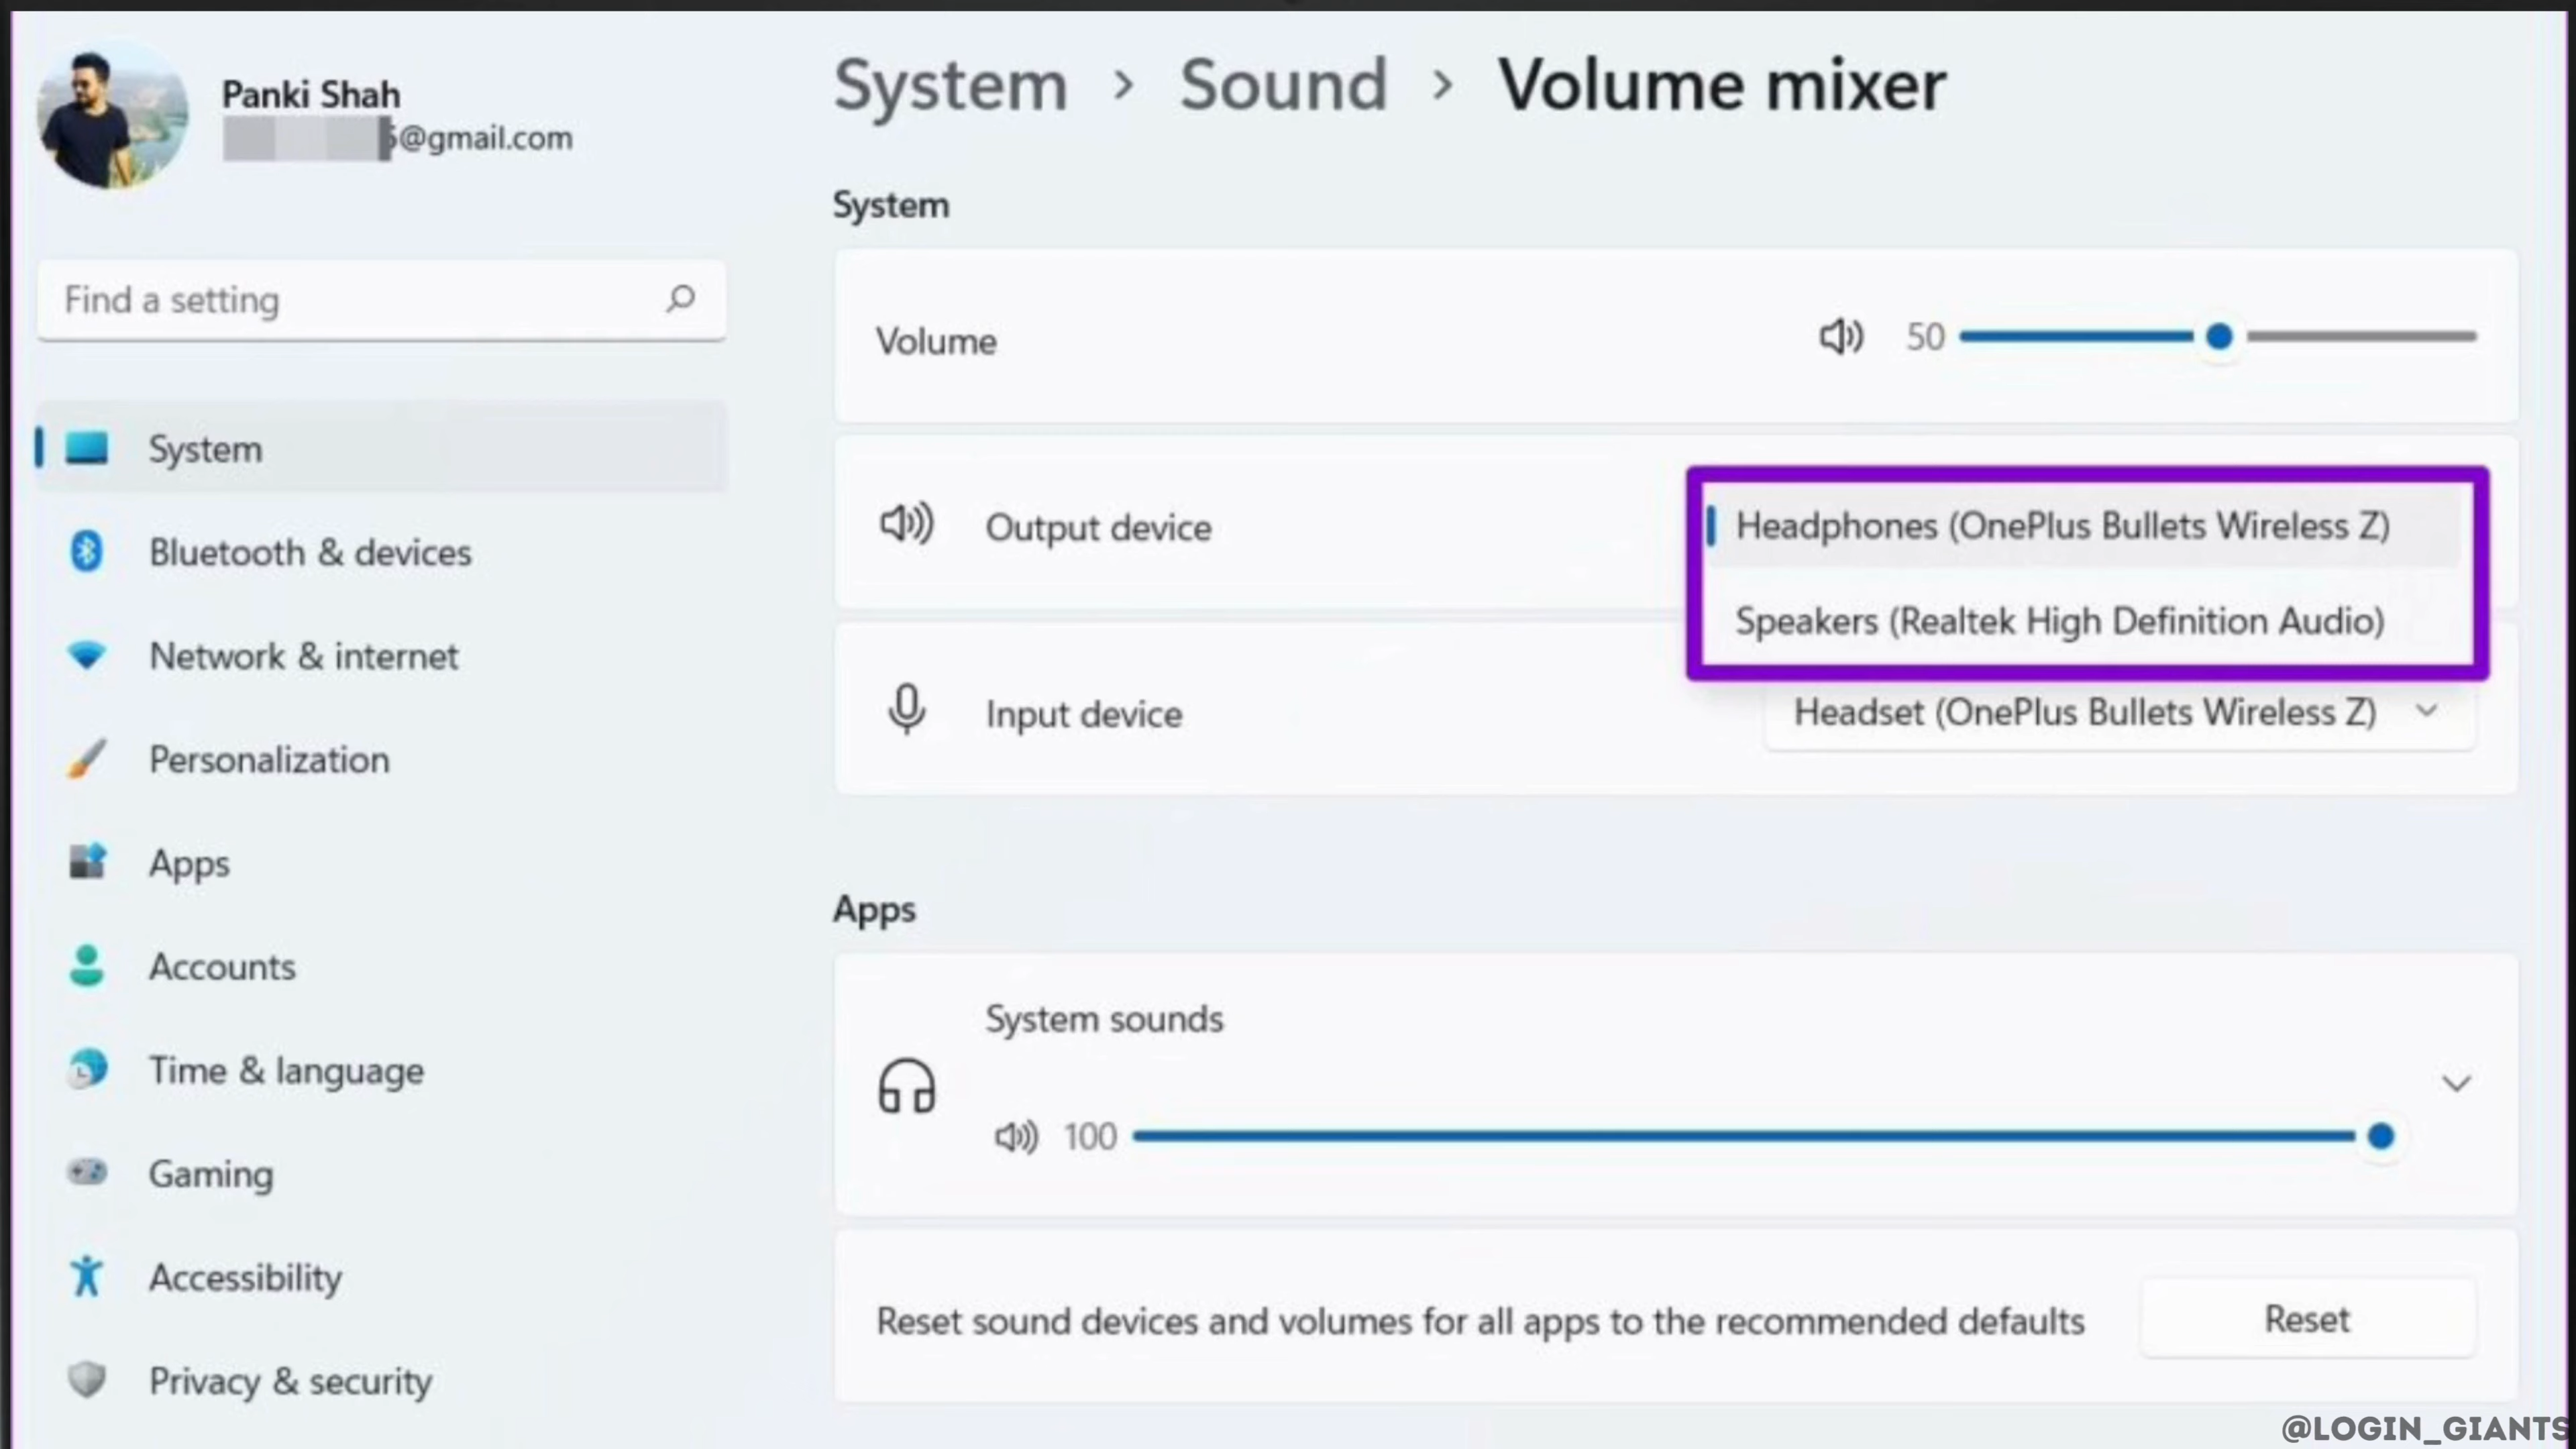 Panki Shah
@gmail.com
Find a setting
System
Bluetooth & devices
Network & internet
Personalization
Apps
Accounts
Time & language
Gaming
Accessibility
Privacy & security
System > Sound > Volume mixer
System
Volume 50
Output device
Headphones (OnePlus Bullets Wireless Z)
Speakers (Realtek High Definition Audio)
Input device Headset (OnePlus Bullets Wireless Z)
Apps
System sounds
100
Reset sound devices and volumes for all apps to the recommended defaults Reset
@LOGIN_GIANTS